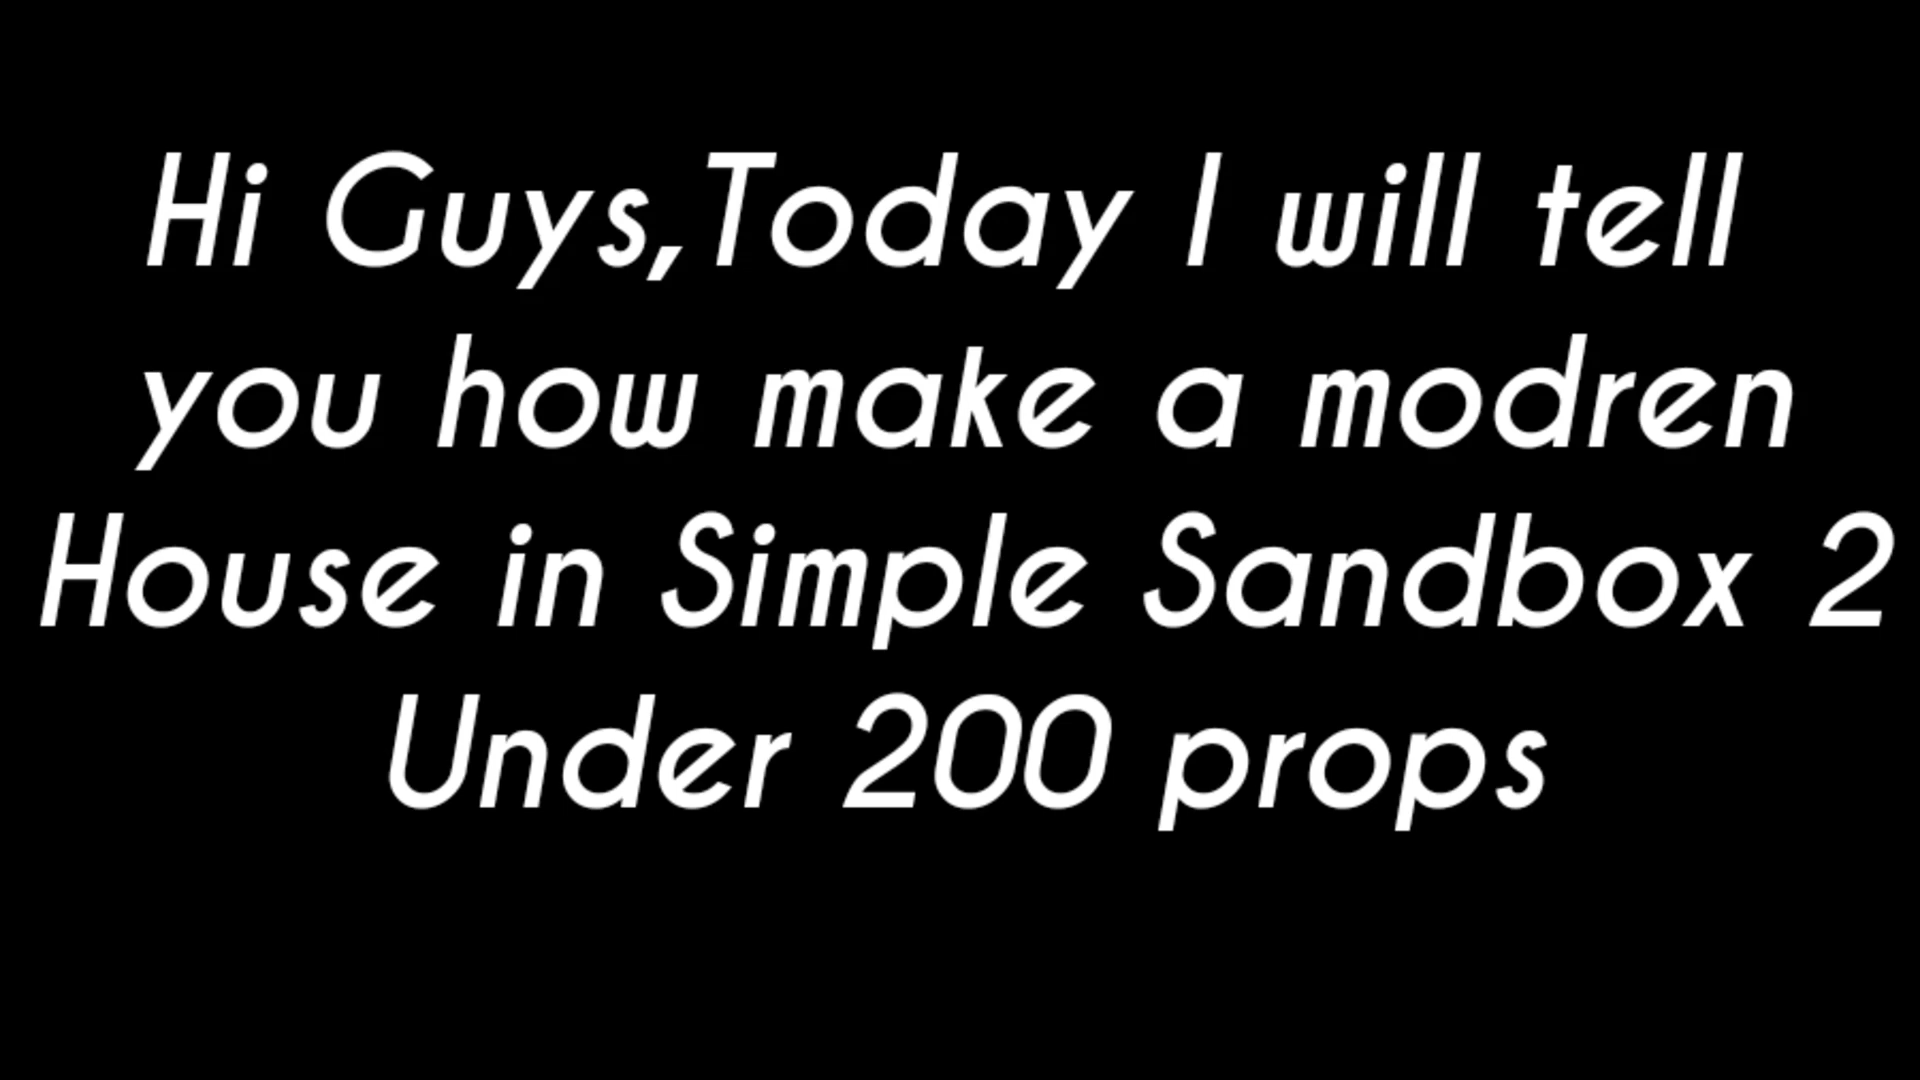 Hi Guys,Today I will tell
you how make a modren
House in Simple Sandbox 2
Under 200 props